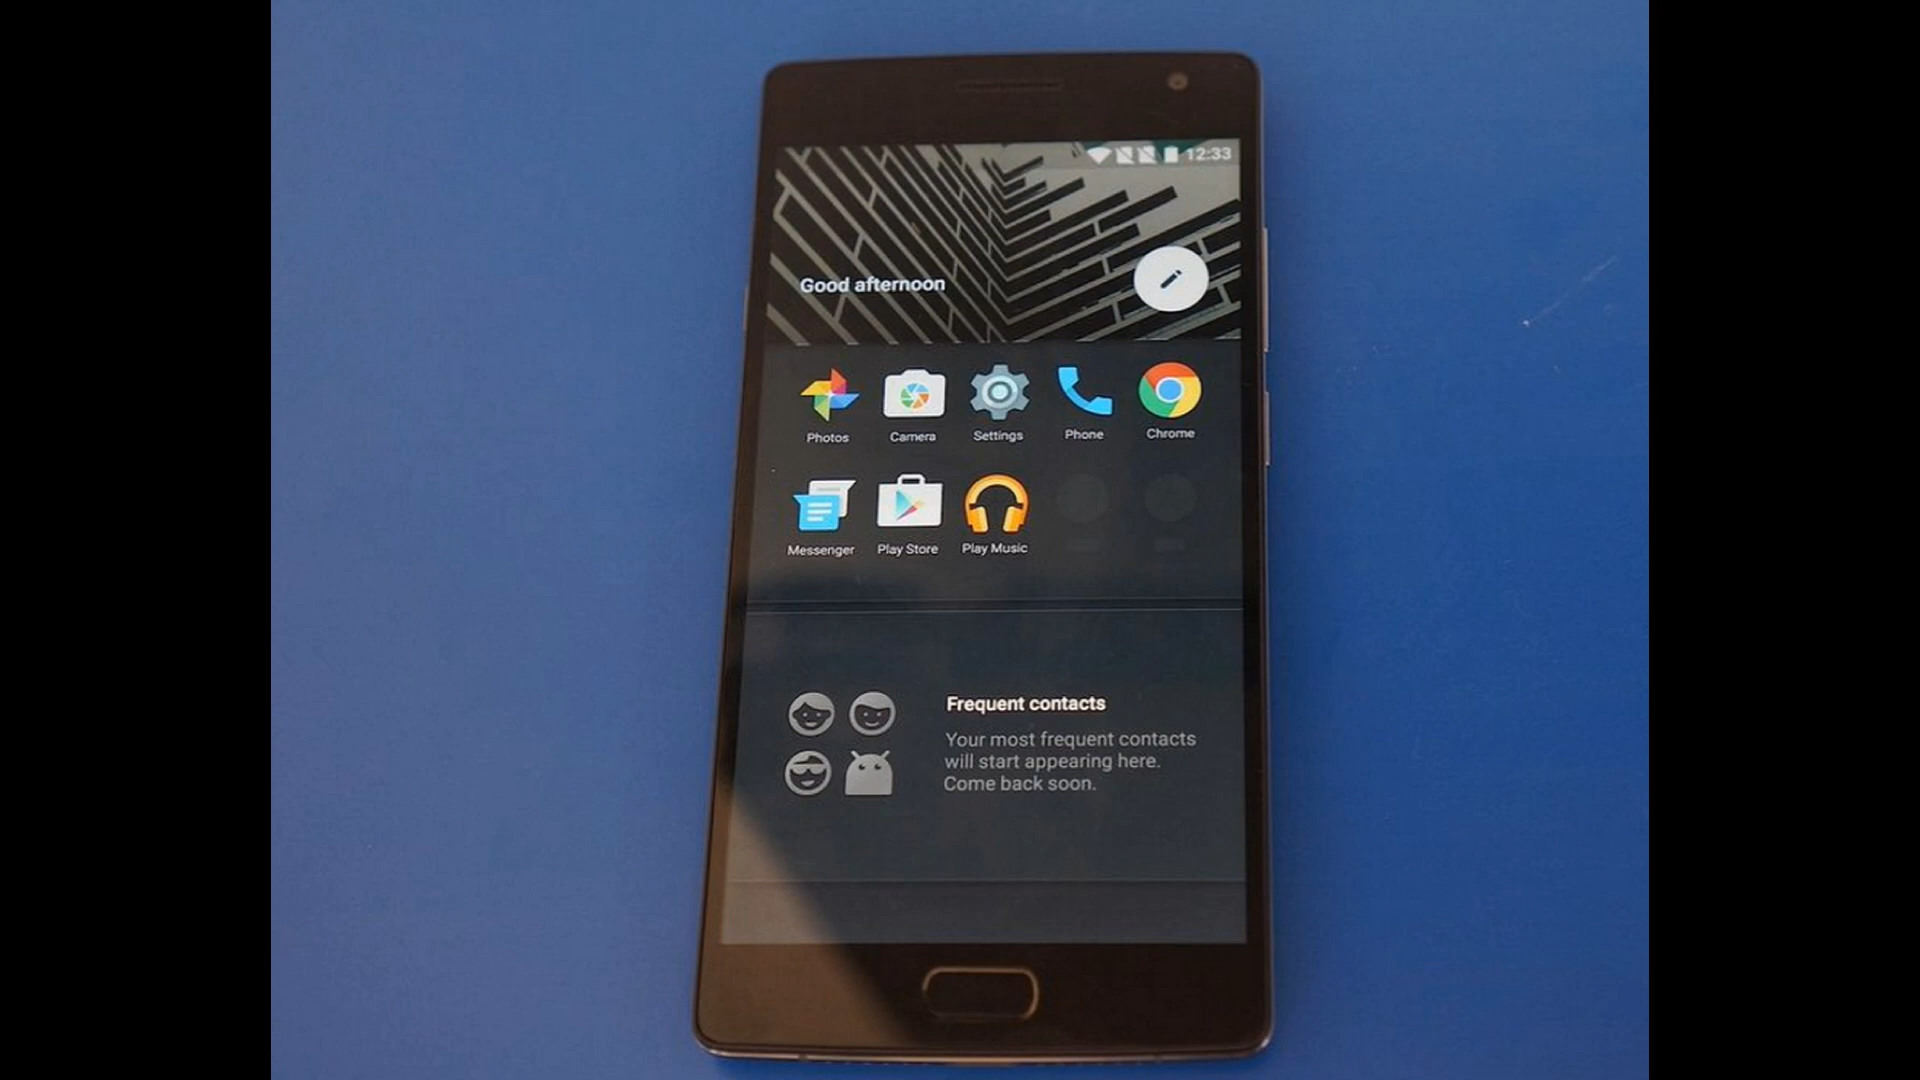 12:33
Good afternoon
Photos Camera Settings Phone Chrome
Messenger Play Store Play Music
Frequent contacts
Your most frequent contacts
will start appearing here.
Come back soon.